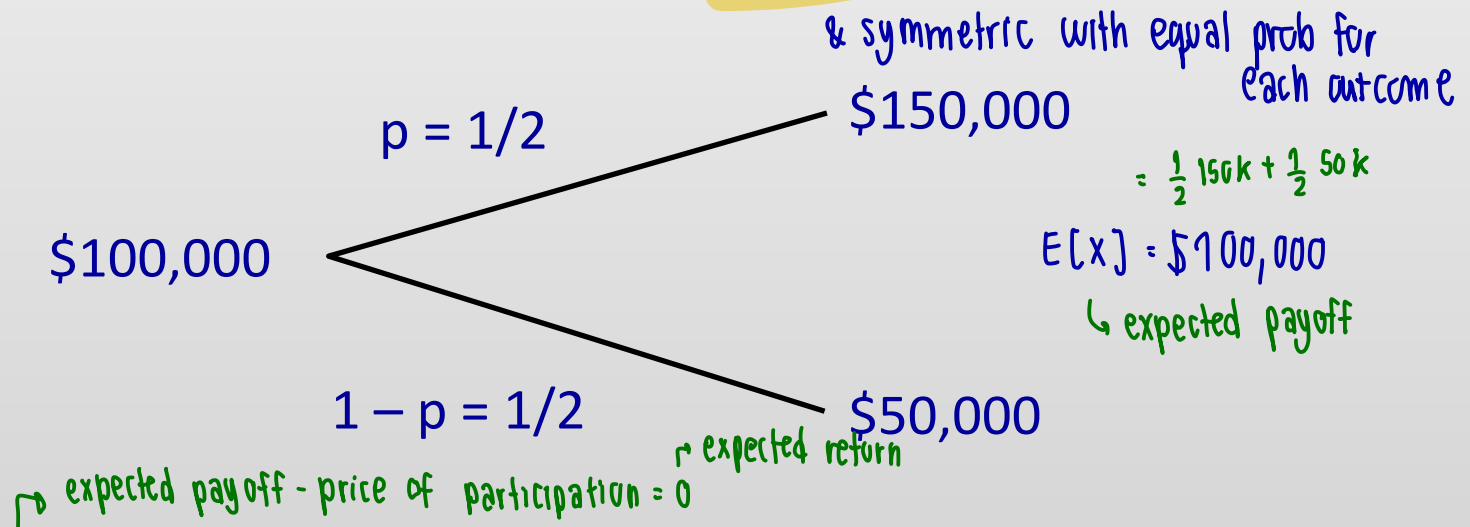 & symmetric with equal prob for
each outcome
p = 1/2
$150,000
= 1/2 150k + 1/2 50k
$100,000
E[X] = $100,000
↳ expected payoff
1 – p = 1/2
$50,000
expected return
expected payoff - price of participation = 0